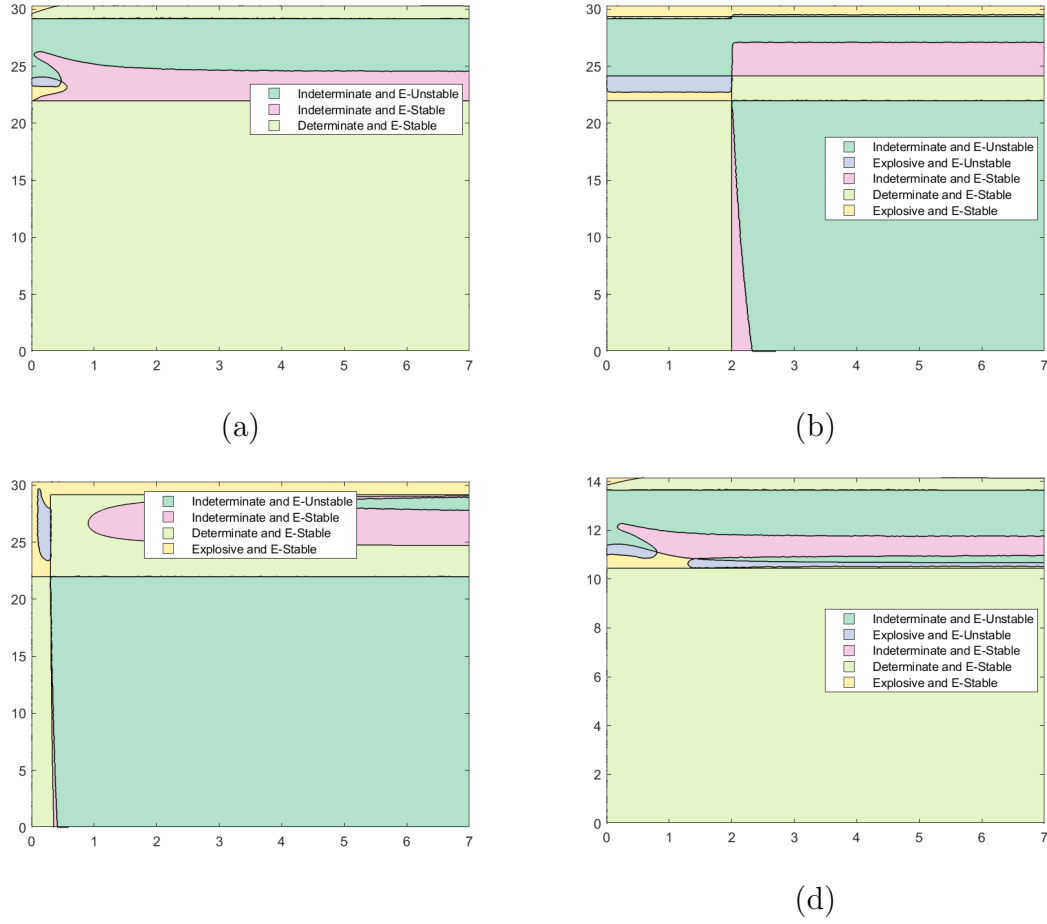 30
25
20
15
10
5
0
0 1 2 3 4 5 6 7
Indeterminate and E-Unstable
Indeterminate and E-Stable
Determinate and E-Stable
(a)
30
25
20
15
10
5
0
0 1 2 3 4 5 6 7
Indeterminate and E-Unstable
Explosive and E-Unstable
Indeterminate and E-Stable
Determinate and E-Stable
Explosive and E-Stable
(b)
30
25
20
15
10
5
0
0 1 2 3 4 5 6 7
Indeterminate and E-Unstable
Indeterminate and E-Stable
Determinate and E-Stable
Explosive and E-Stable
14
12
10
8
6
4
2
0
0 1 2 3 4 5 6 7
Indeterminate and E-Unstable
Explosive and E-Unstable
Indeterminate and E-Stable
Determinate and E-Stable
Explosive and E-Stable
(d)